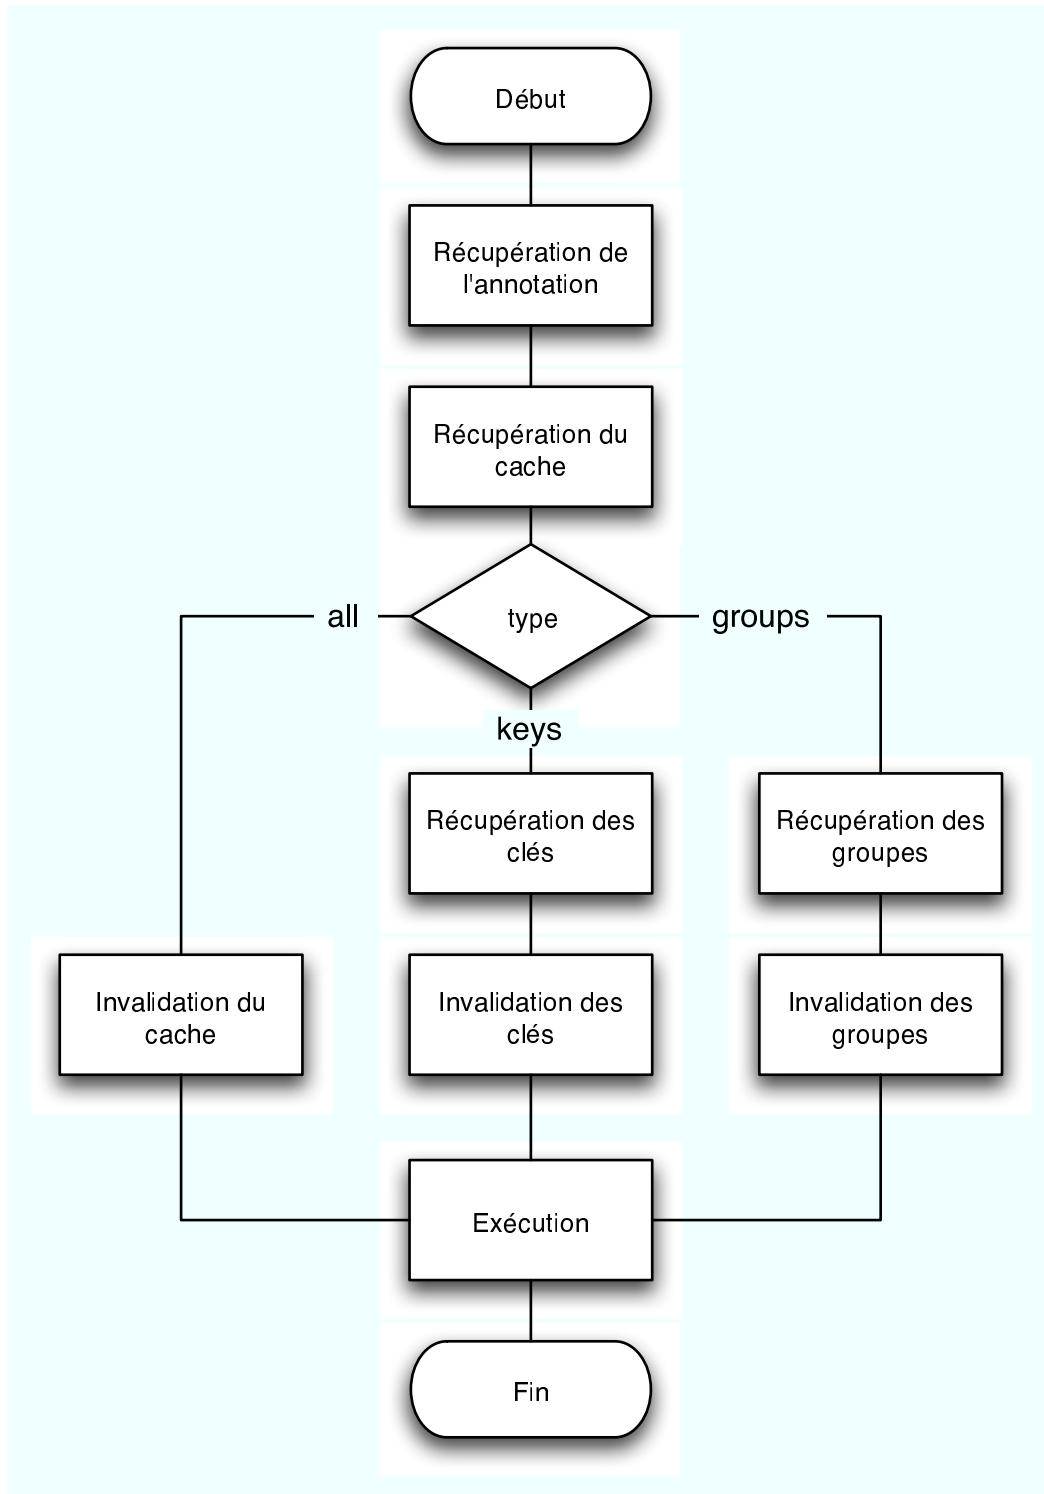 Début
Récupération de
l'annotation
Récupération du
cache
type
all
groups
keys
Récupération des
clés
Récupération des
groupes
Invalidation du
cache
Invalidation des
clés
Invalidation des
groupes
Exécution
Fin